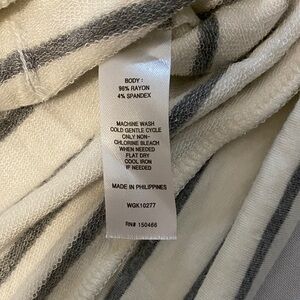 BODY :
96% RAYON
4% SPANDEX
MACHINE WASH
COLD GENTLE CYCLE
ONLY NON-
CHLORINE BLEACH
WHEN NEEDED
FLAT DRY
COOL IRON
IF NEEDED
MADE IN PHILIPPINES
WGK10277
RN# 150466